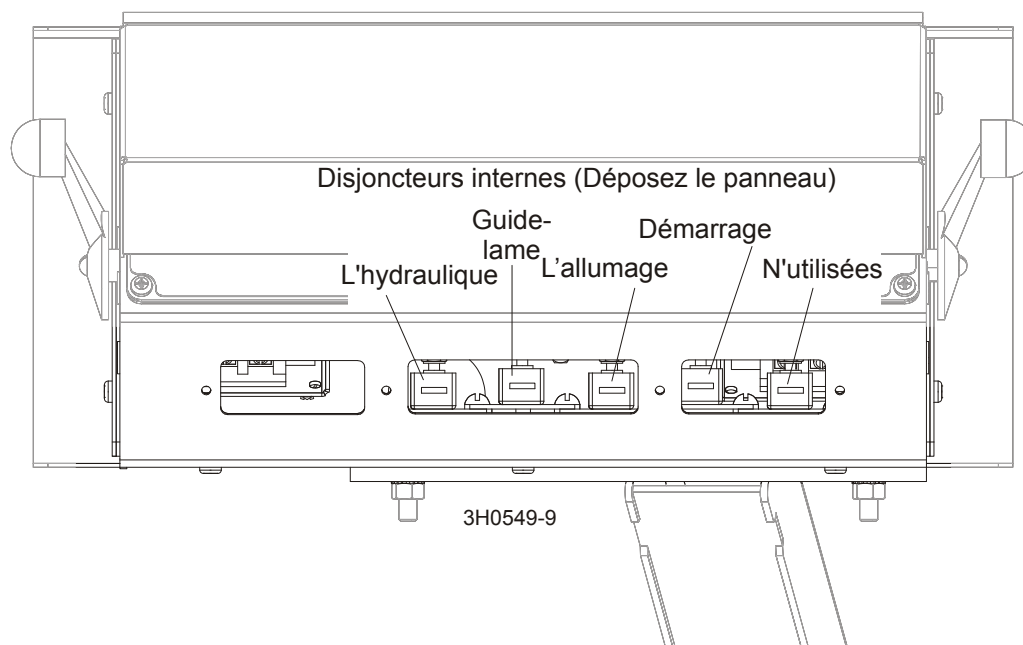 Disjoncteurs internes (Déposez le panneau)
Guide-
lame
Démarrage
L'hydraulique
L’allumage
N'utilisées
3H0549-9